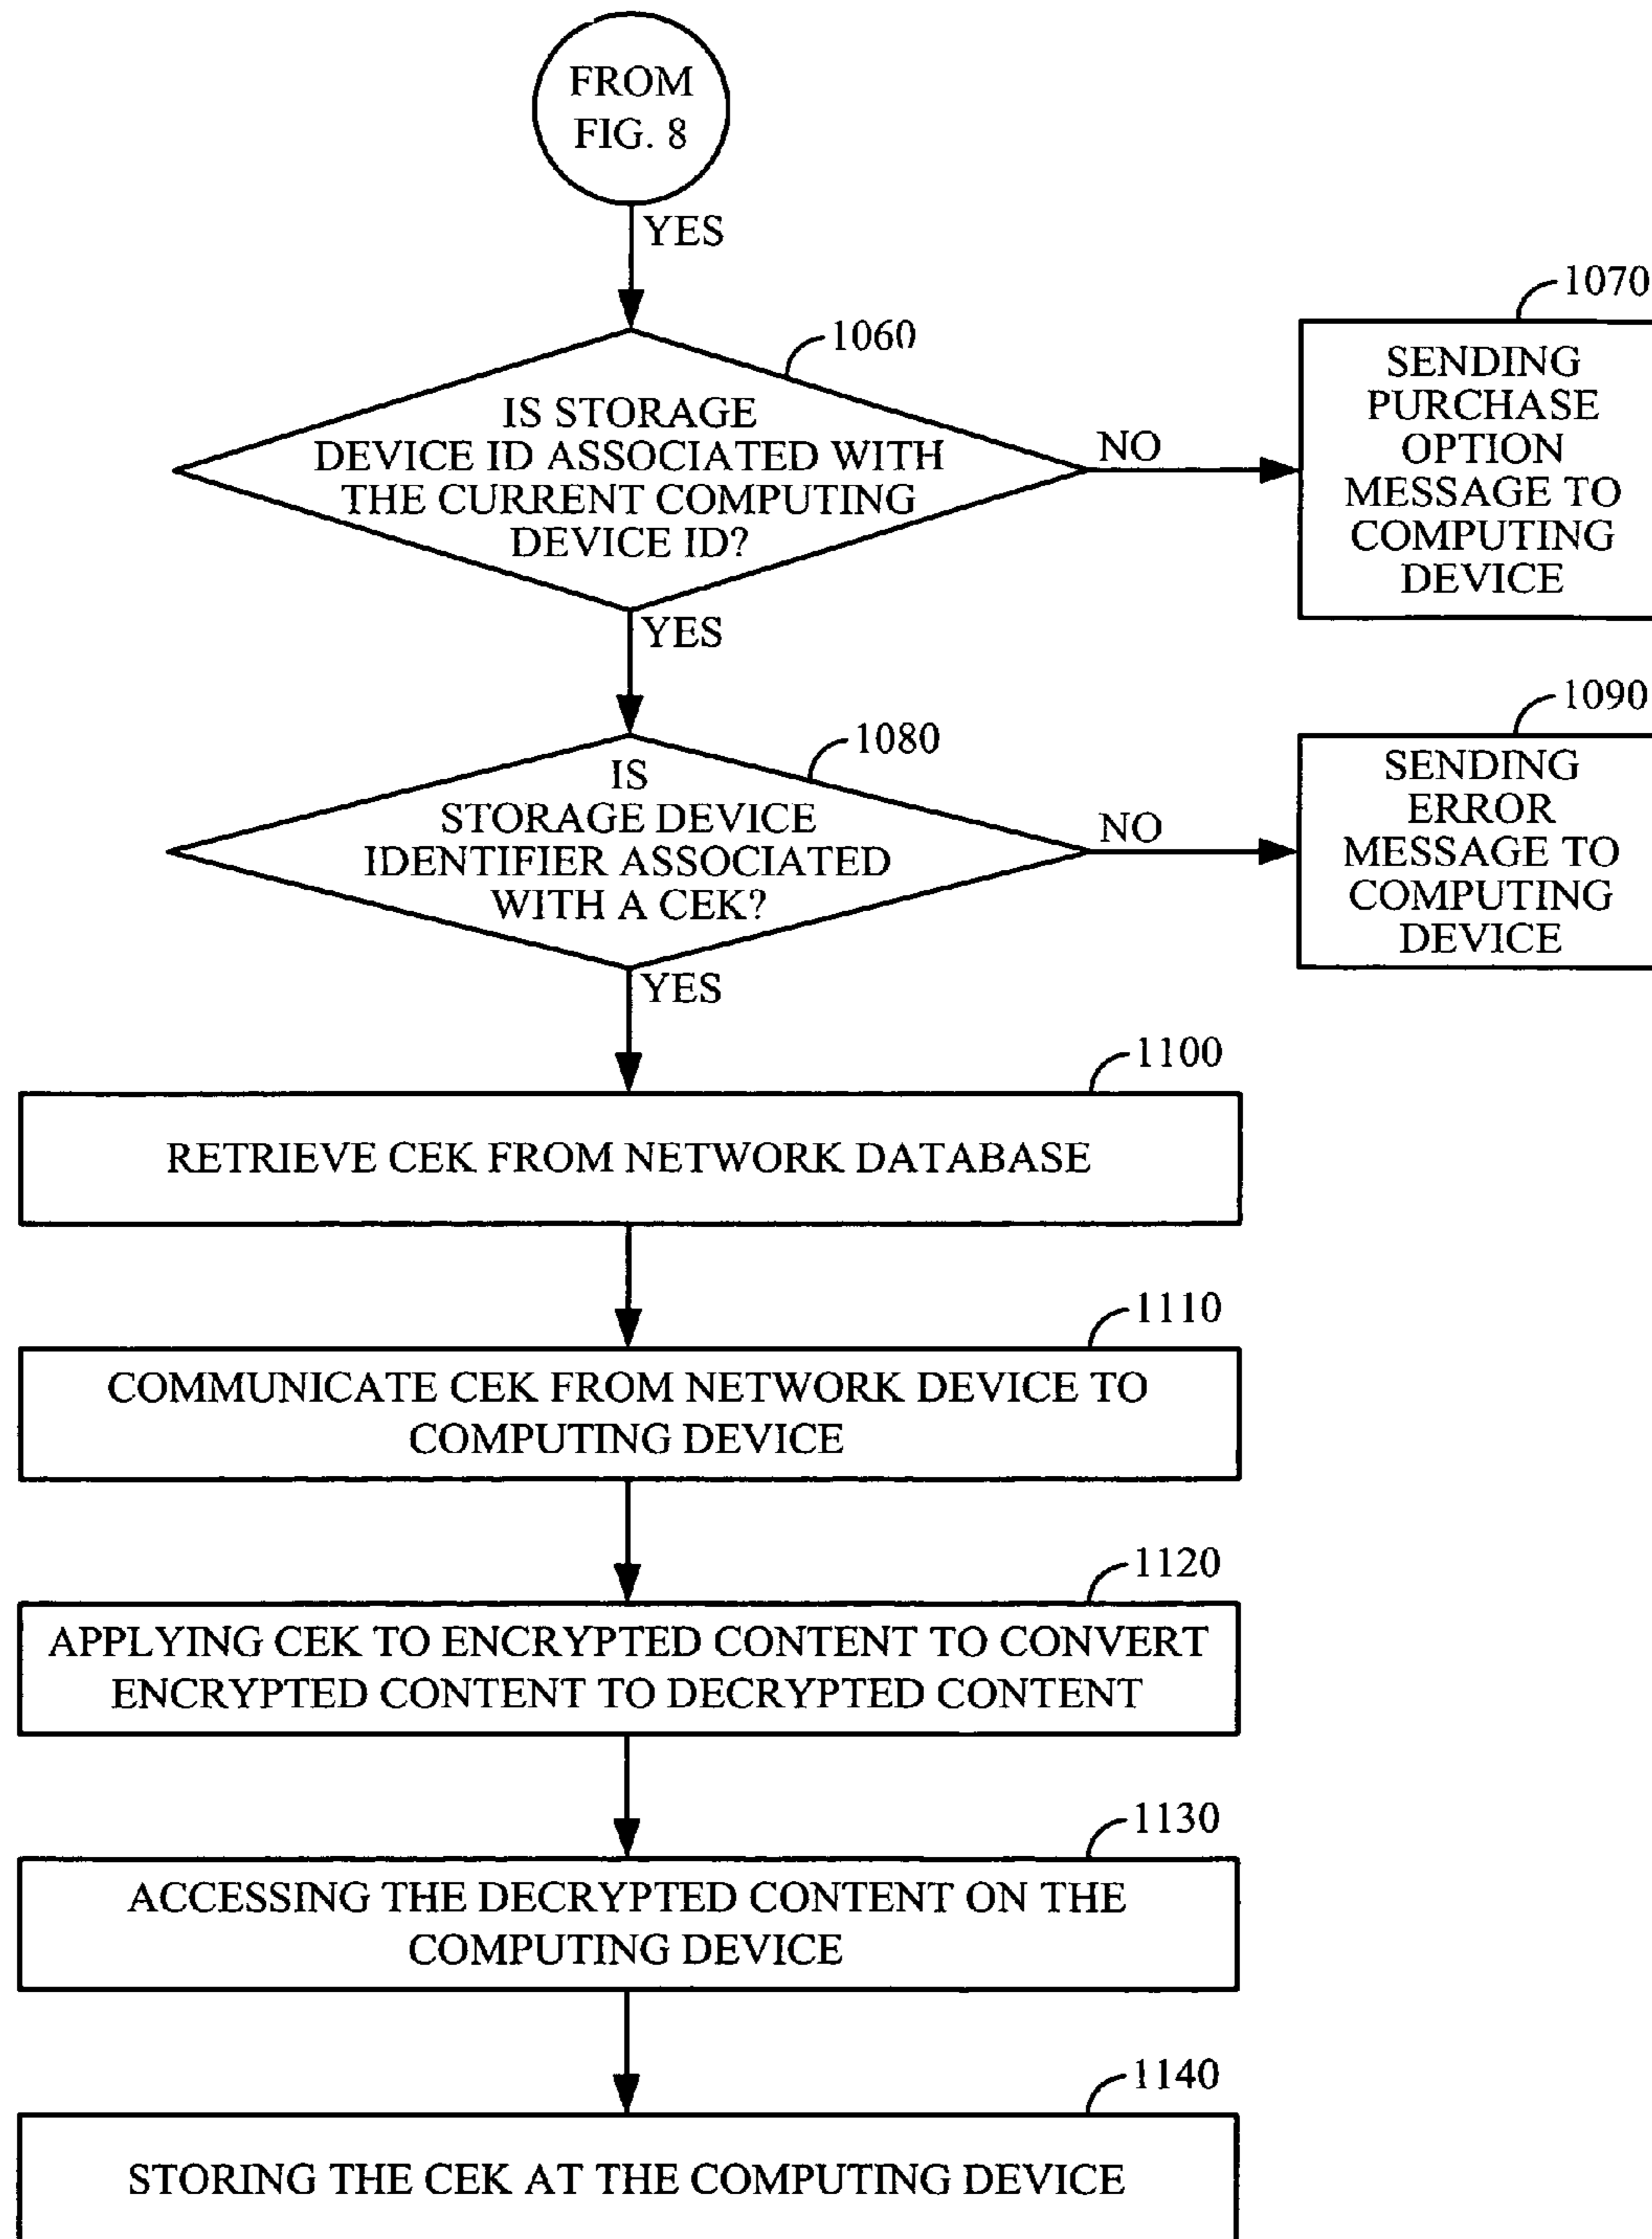 FROM
FIG. 8
YES
1060
IS STORAGE
DEVICE ID ASSOCIATED WITH
THE CURRENT COMPUTING
DEVICE ID?
NO
1070
SENDING
PURCHASE
OPTION
MESSAGE TO
COMPUTING
DEVICE
YES
1080
IS
STORAGE DEVICE
IDENTIFIER ASSOCIATED
WITH A CEK?
NO
1090
SENDING
ERROR
MESSAGE TO
COMPUTING
DEVICE
YES
1100
RETRIEVE CEK FROM NETWORK DATABASE
1110
COMMUNICATE CEK FROM NETWORK DEVICE TO
COMPUTING DEVICE
1120
APPLYING CEK TO ENCRYPTED CONTENT TO CONVERT
ENCRYPTED CONTENT TO DECRYPTED CONTENT
1130
ACCESSING THE DECRYPTED CONTENT ON THE
COMPUTING DEVICE
1140
STORING THE CEK AT THE COMPUTING DEVICE